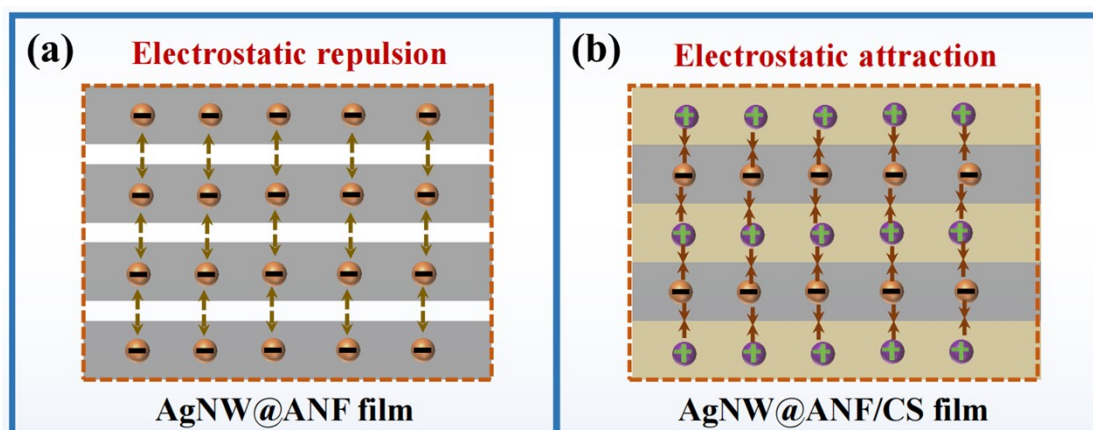 (a)
Electrostatic repulsion
AgNW@ANF film
(b)
Electrostatic attraction
AgNW@ANF/CS film